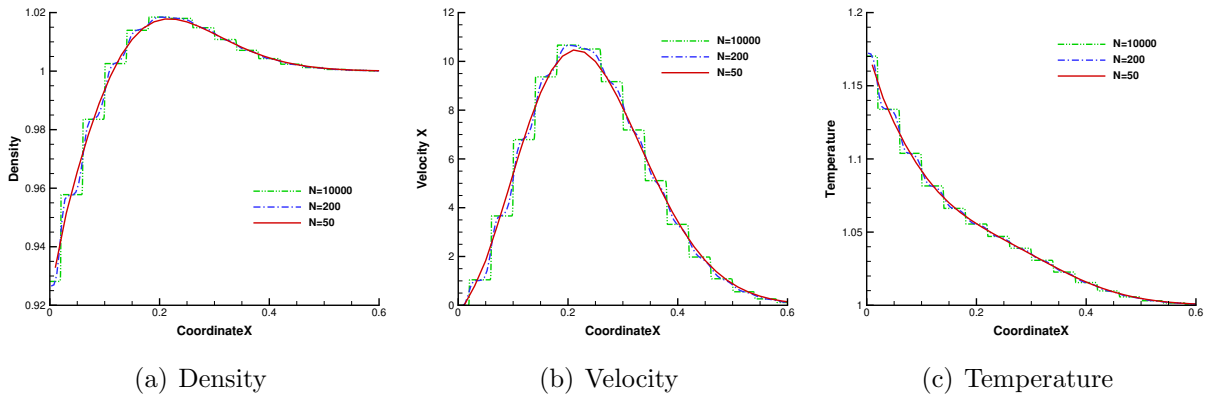 1.02
1
0.98
0.96
0.94
0.92
Density
N=10000
N=200
N=50
0
0.2
0.4
0.6
CoordinateX
(a) Density
12
10
8
6
4
2
0
Velocity X
N=10000
N=200
N=50
0
0.2
0.4
0.6
CoordinateX
(b) Velocity
1.2
1.15
1.1
1.05
1
Temperature
N=10000
N=200
N=50
0
0.2
0.4
0.6
CoordinateX
(c) Temperature